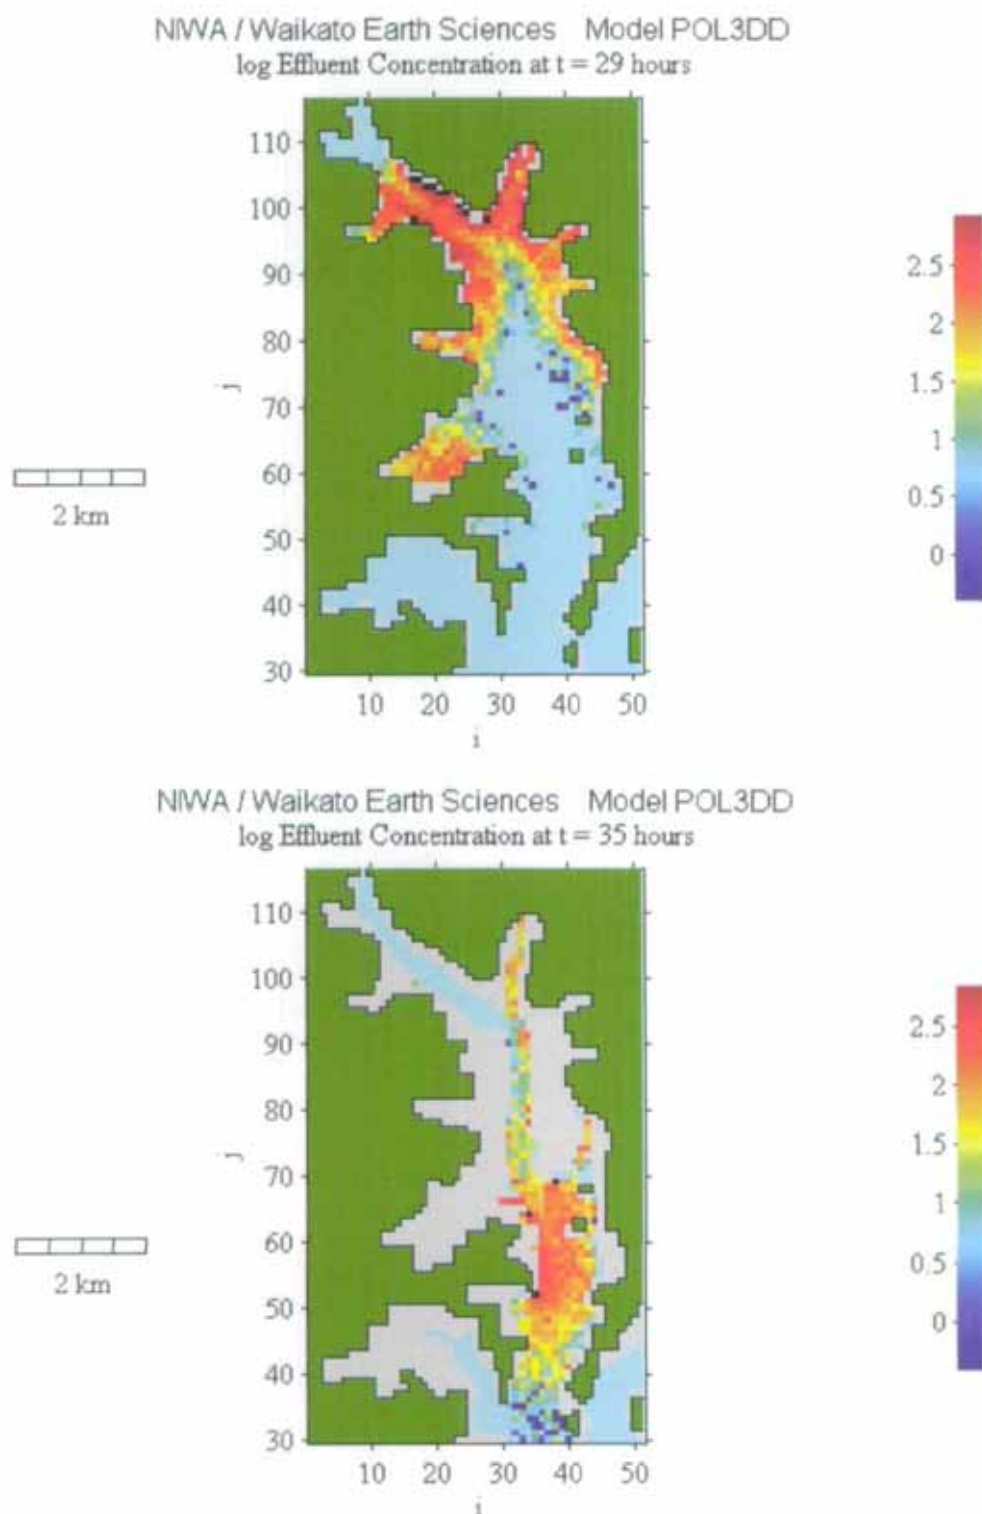 NIWA / Waikato Earth Sciences Model POL3DD
log Effluent Concentration at t = 29 hours
110
100
90
80
70
60
50
40
30
j
10 20 30 40 50
i
2 km
2.5
2
1.5
1
0.5
0
NIWA / Waikato Earth Sciences Model POL3DD
log Effluent Concentration at t = 35 hours
110
100
90
80
70
60
50
40
30
j
10 20 30 40 50
i
2 km
2.5
2
1.5
1
0.5
0